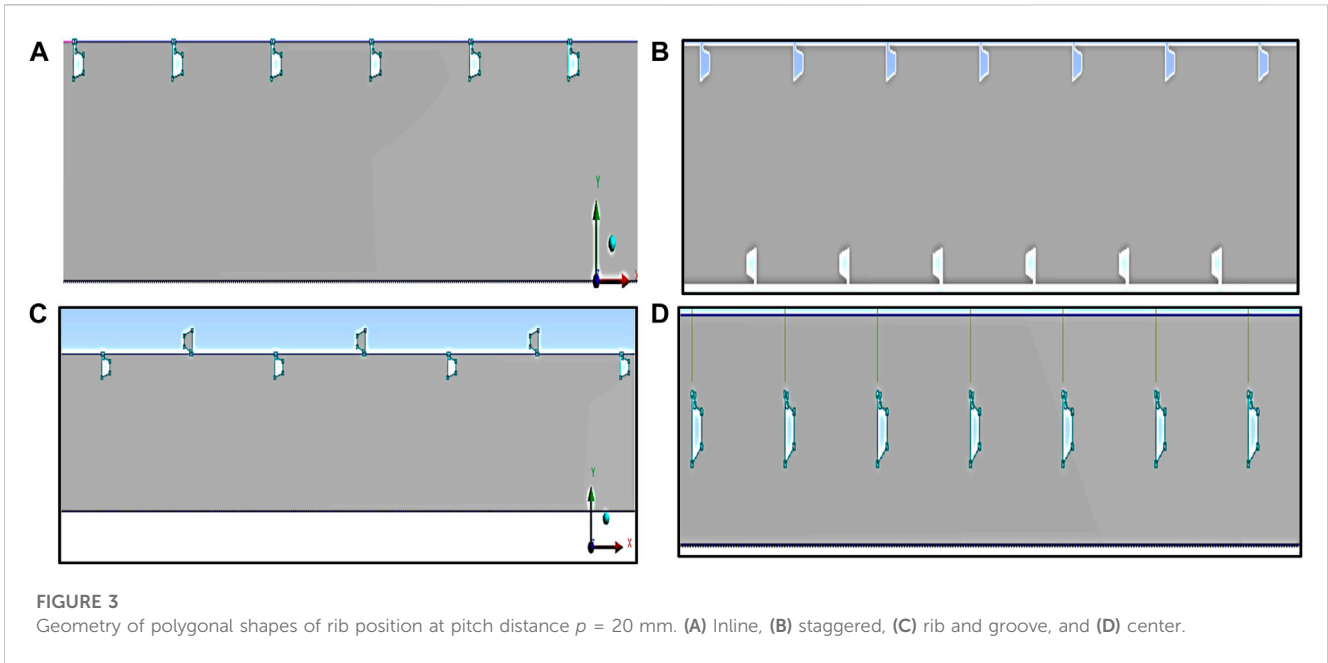 A
B
Y
C
D
Y
X
FIGURE 3
Geometry of polygonal shapes of rib position at pitch distance p = 20 mm. (A) Inline, (B) staggered, (C) rib and groove, and (D) center.